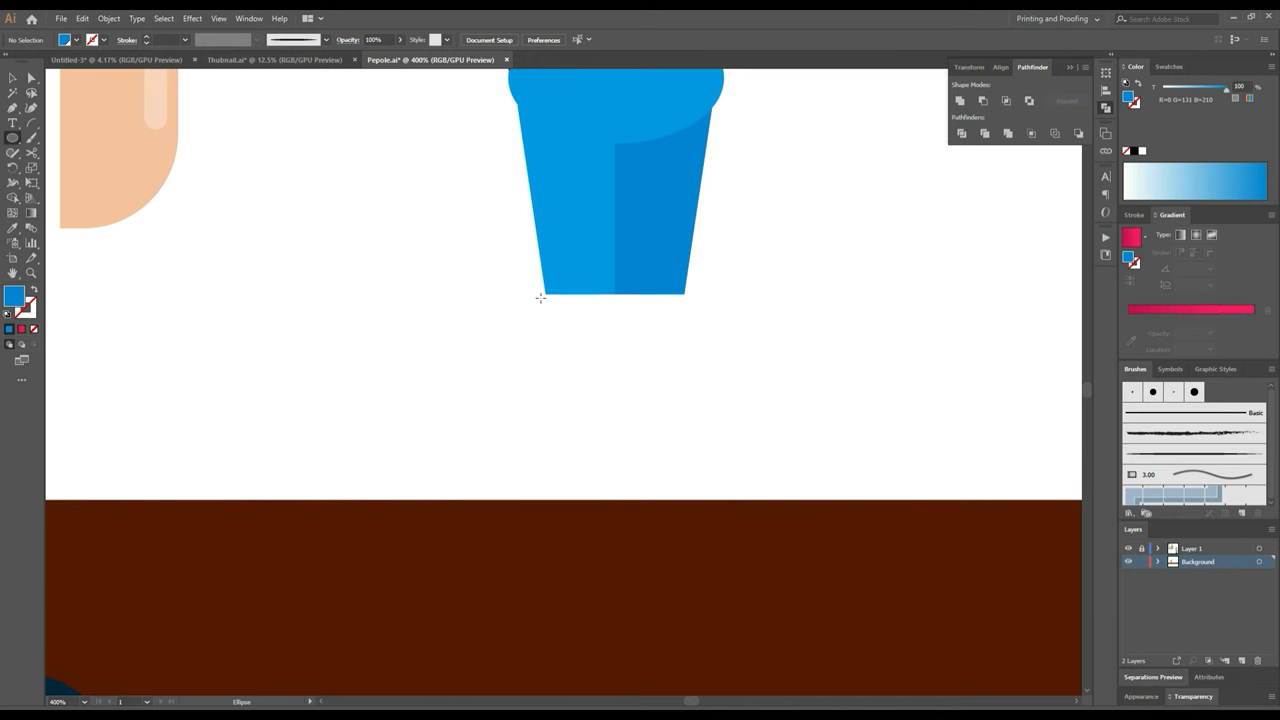 Ai File Edit Object Type Select Effect View Window Help Printing and Proofing Search Adobe Stock
No Selection Stroke: Opacity: 100% Style: Document Setup Preferences
Untitled-3* @ 4.17% (RGB/GPU Preview) × Thubnail.ai* @ 12.5% (RGB/GPU Preview) × Pepole.ai* @ 400% (RGB/GPU Preview) ×
Transform Align Pathfinder
Shape Modes:
Expand
Pathfinders:
Color Swatches
T 100 %
R=0 G=131 B=210
Stroke Gradient
Type:
Stroke:
Opacity:
Location:
Brushes Symbols Graphic Styles
Basic
3.00
Layers
Layer 1
Background
2 Layers
Separations Preview Attributes
Appearance Transparency
400% 1 Ellipse